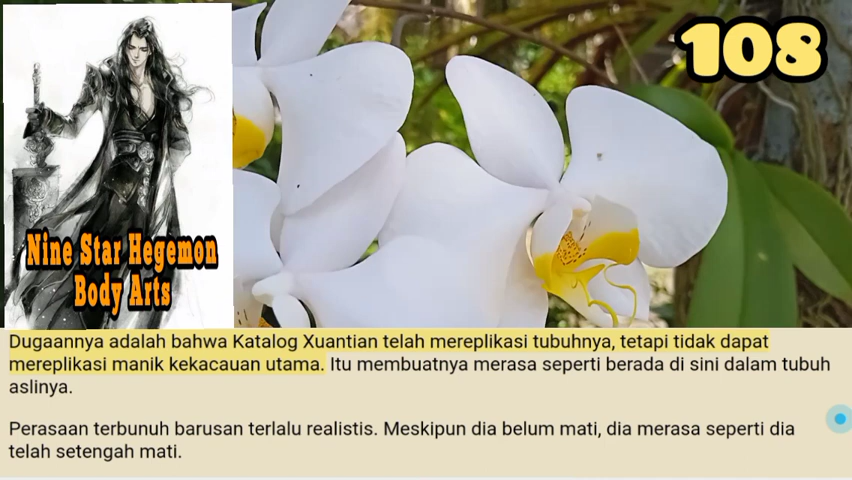 108
Nine Star Hegemon
Body Arts
Dugaannya adalah bahwa Katalog Xuantian telah mereplikasi tubuhnya, tetapi tidak dapat
mereplikasi manik kekacauan utama. Itu membuatnya merasa seperti berada di sini dalam tubuh
aslinya.
Perasaan terbunuh barusan terlalu realistis. Meskipun dia belum mati, dia merasa seperti dia
telah setengah mati.